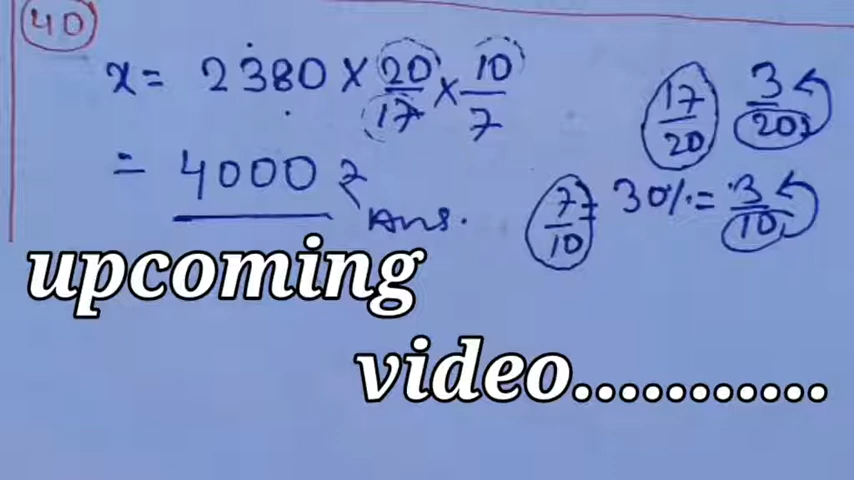 40
x = 2380 × 20/17 × 10/7
17/20 3/20
= 4000 ₹
Ans.
7/10 = 30% = 3/10
upcoming
video...........